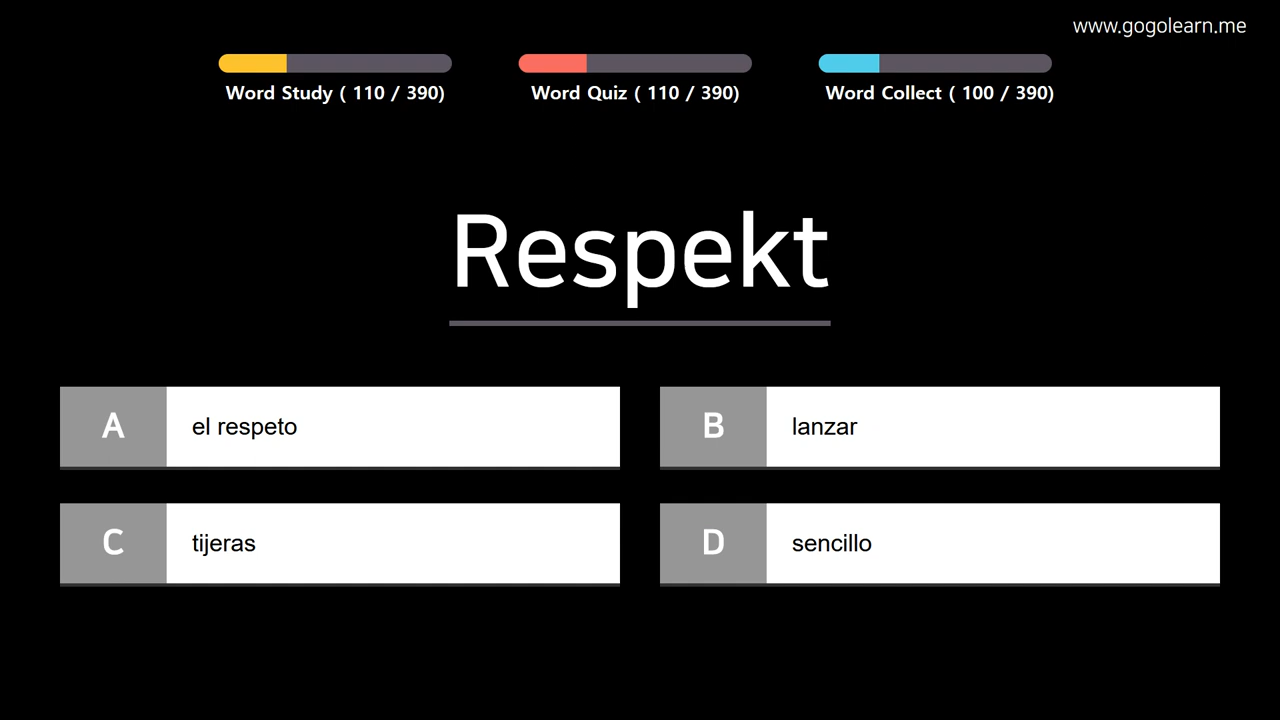 www.gogolearn.me
Word Study ( 110 / 390)
Word Quiz ( 110 / 390)
Word Collect ( 100 / 390)
Respekt
A
el respeto
B
lanzar
C
tijeras
D
sencillo